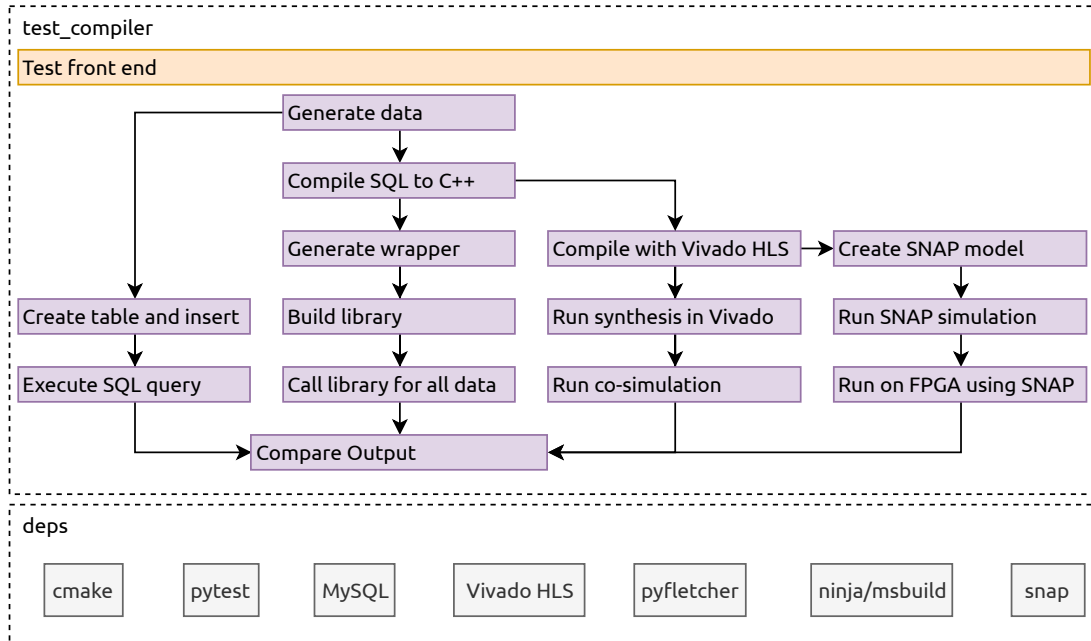 test_compiler
Test front end
Generate data
Compile SQL to C++
Generate wrapper
Compile with Vivado HLS
Create SNAP model
Create table and insert
Build library
Run synthesis in Vivado
Run SNAP simulation
Execute SQL query
Call library for all data
Run co-simulation
Run on FPGA using SNAP
Compare Output
deps
cmake
pytest
MySQL
Vivado HLS
pyfletcher
ninja/msbuild
snap